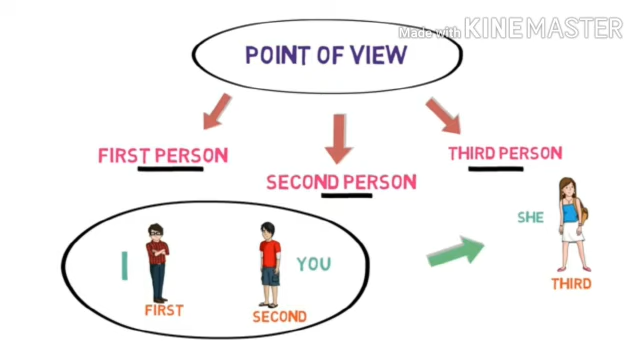 Made with KINEMASTER
POINT OF VIEW
FIRST PERSON
SECOND PERSON
THIRD PERSON
I
YOU
SHE
FIRST
SECOND
THIRD